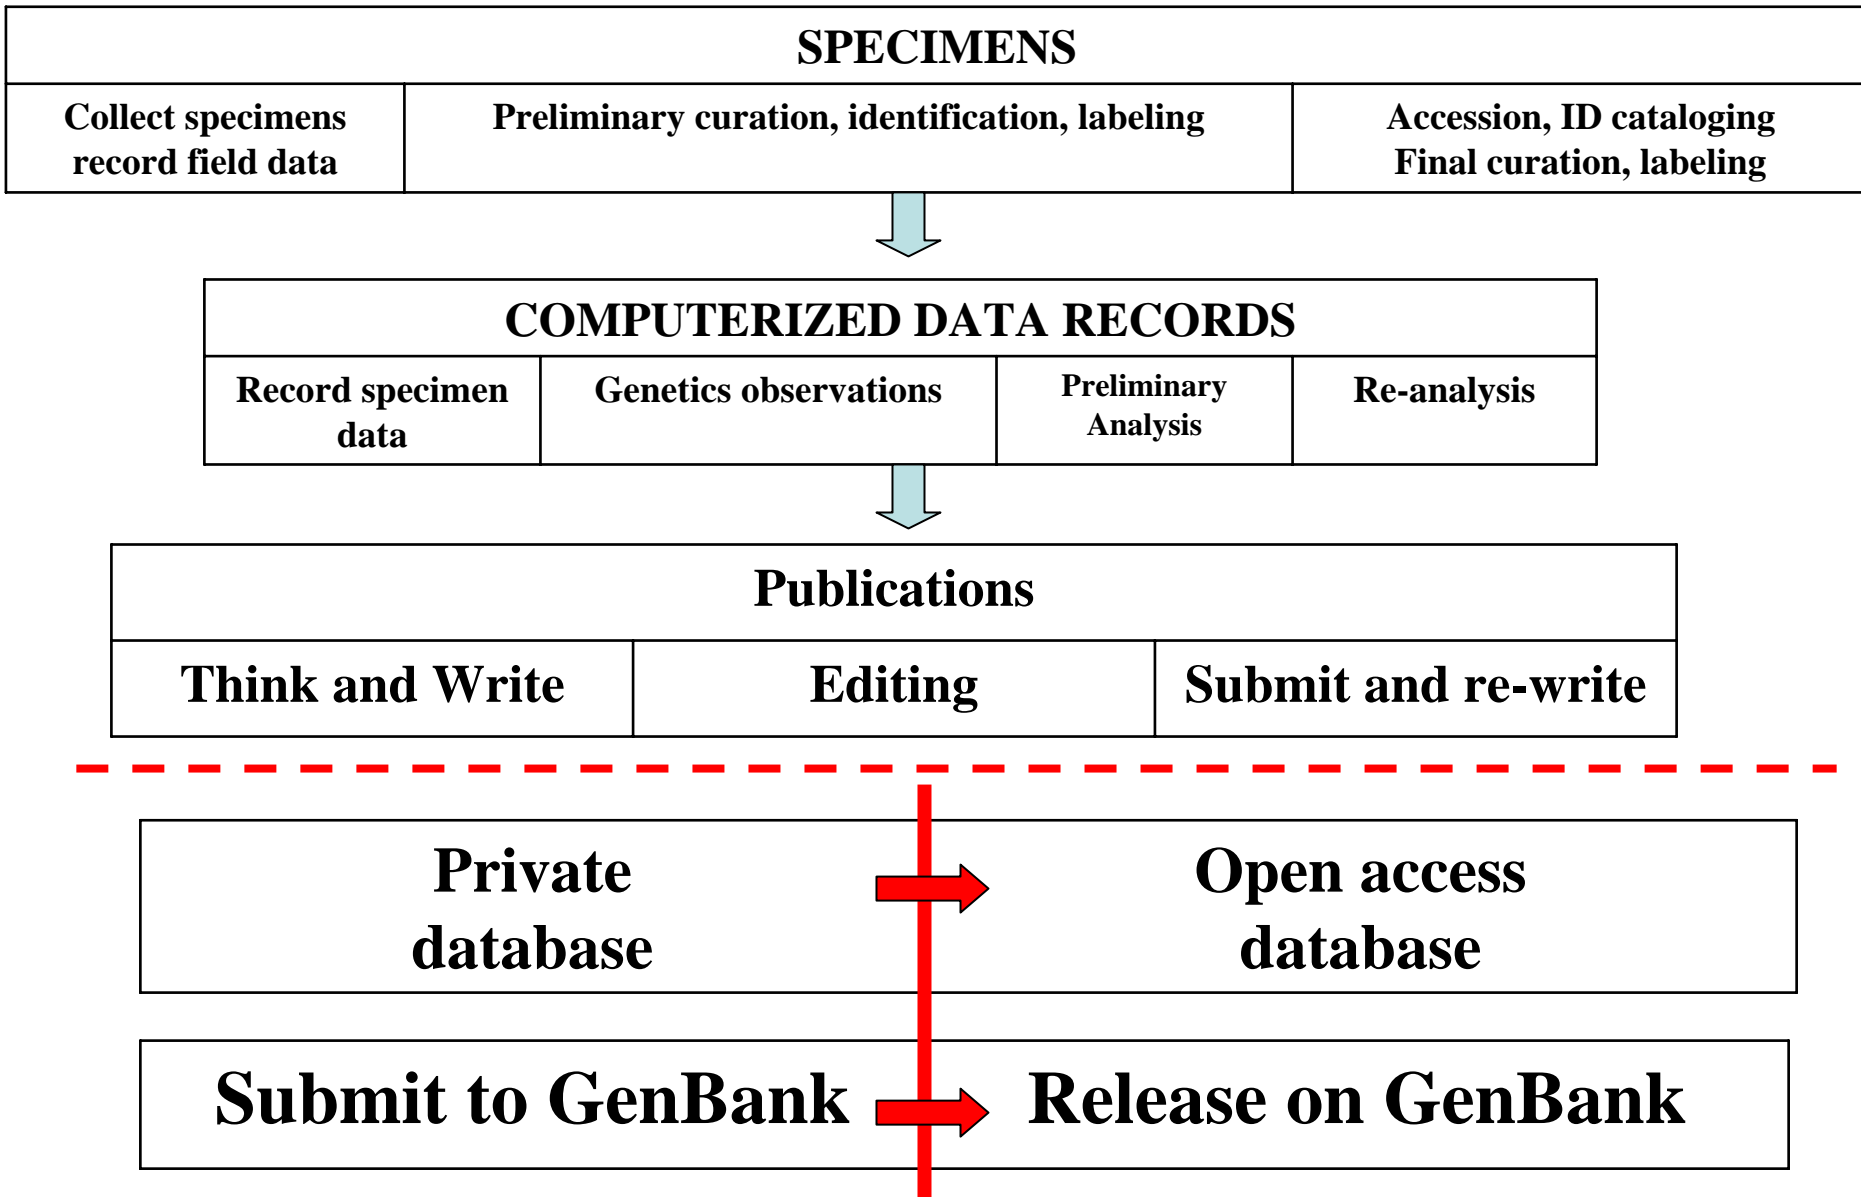 SPECIMENS
Collect specimens
record field data
Preliminary curation, identification, labeling
Accession, ID cataloging
Final curation, labeling
COMPUTERIZED DATA RECORDS
Record specimen
data
Genetics observations
Preliminary
Analysis
Re-analysis
Publications
Think and Write
Editing
Submit and re-write
Private
database
Open access
database
Submit to GenBank
Release on GenBank